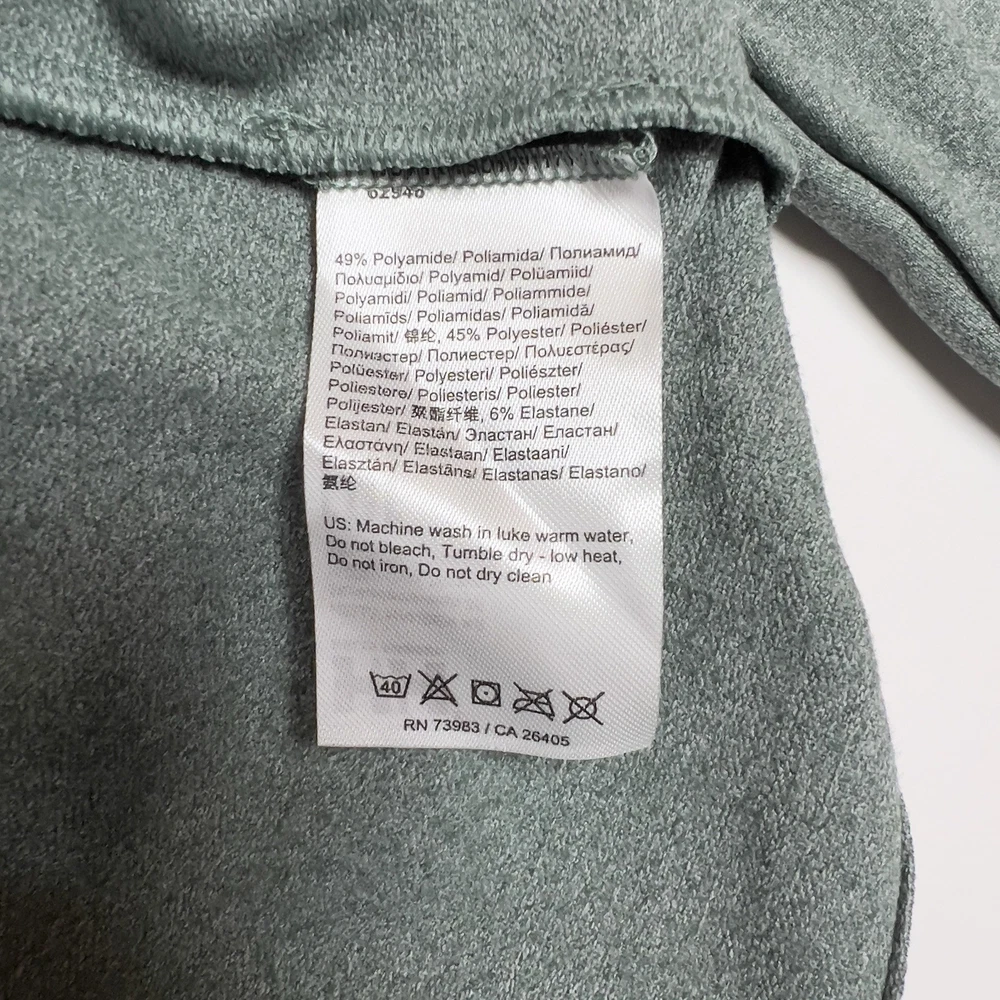 62940
49% Polyamide/ Poliamida/ Полиамид/
Πολυαμίδιο/ Polyamid/ Polüamiid/
Polyamidi/ Poliamid/ Poliammide/
Poliamīds/ Poliamidas/ Poliamidă/
Poliamit/ 锦纶, 45% Polyester/ Poliéster/
Полиэстер/ Полиестер/ Πολυεστέρας/
Polüester/ Polyesteri/ Poliészter/
Poliestere/ Poliesteris/ Poliester/
Polijester/ 聚酯纤维, 6% Elastane/
Elastan/ Elastán/ Эластан/ Еластан/
Ελαστάνη/ Elastaan/ Elastaani/
Elasztán/ Elastāns/ Elastanas/ Elastano/
氨纶
US: Machine wash in luke warm water,
Do not bleach, Tumble dry - low heat,
Do not iron, Do not dry clean
40
RN 73983 / CA 26405